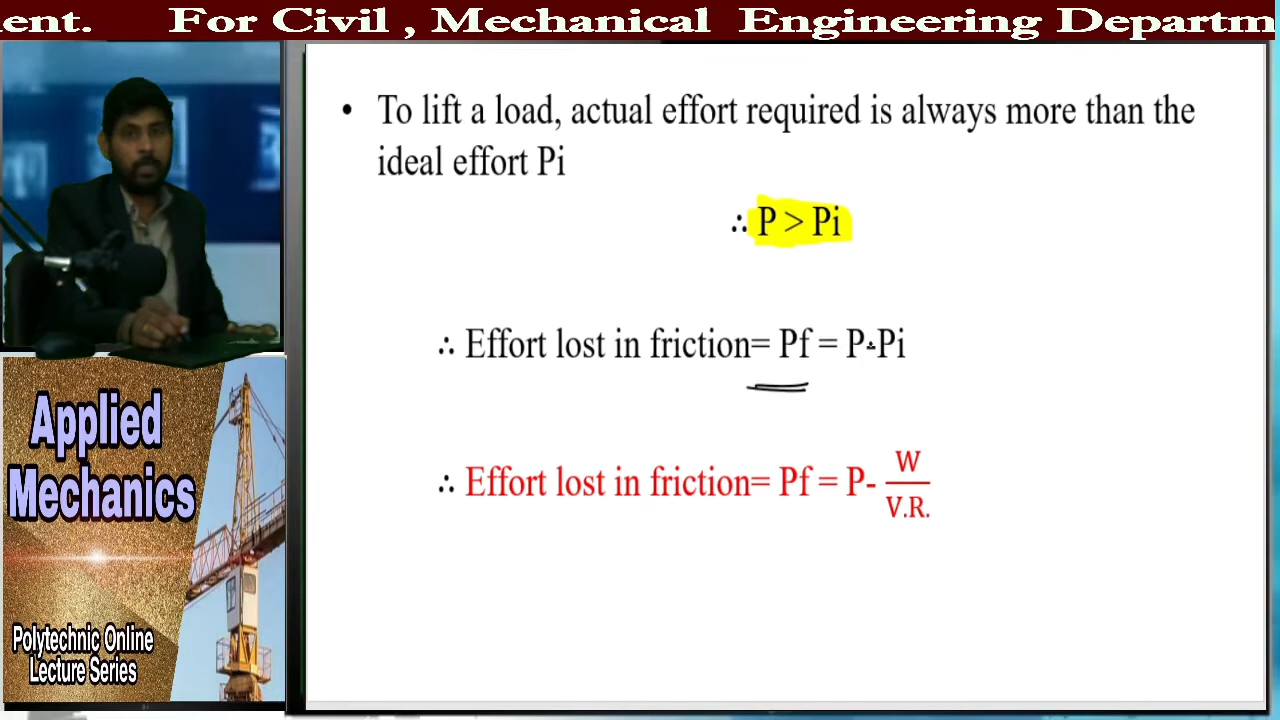 ent. For Civil , Mechanical Engineering Departm
• To lift a load, actual effort required is always more than the
ideal effort Pi
∴ P > Pi
∴ Effort lost in friction= Pf = P-Pi
∴ Effort lost in friction= Pf = P- W/V.R.
Applied
Mechanics
Polytechnic Online
Lecture Series